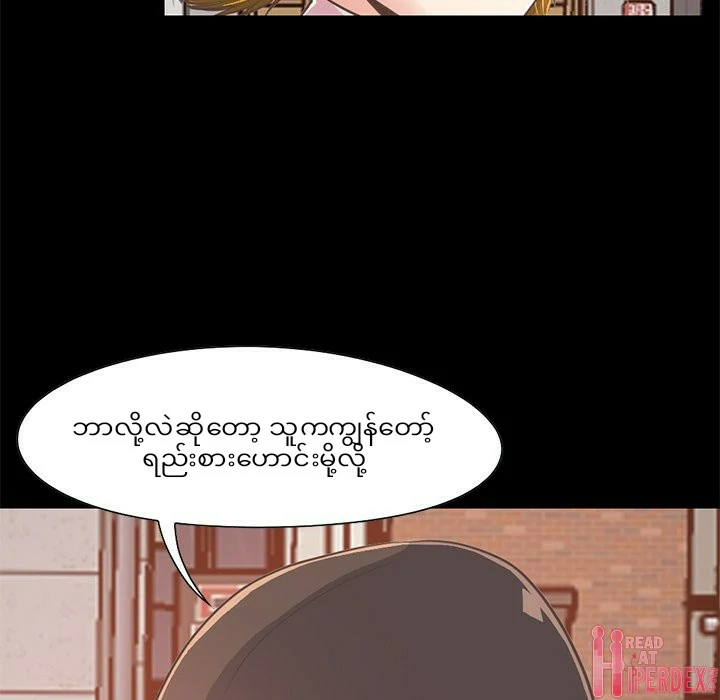 ဘာလို့လဲဆိုတော့ သူကကျွန်တော့်
ရည်းစားဟောင်းမို့လို့
READ
AT
HIPERDEX